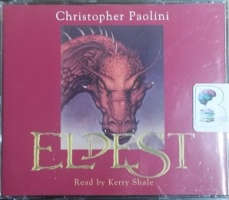 Christopher Paolini
ELDEST
Read by Kerry Shale